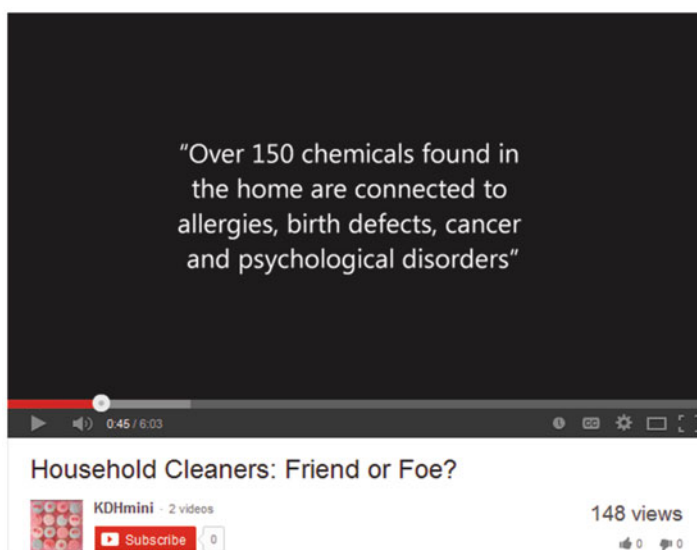 "Over 150 chemicals found in
the home are connected to
allergies, birth defects, cancer
and psychological disorders"
0:45 / 6:03
CC
Household Cleaners: Friend or Foe?
KDHmini · 2 videos
148 views
Subscribe 0
0 0